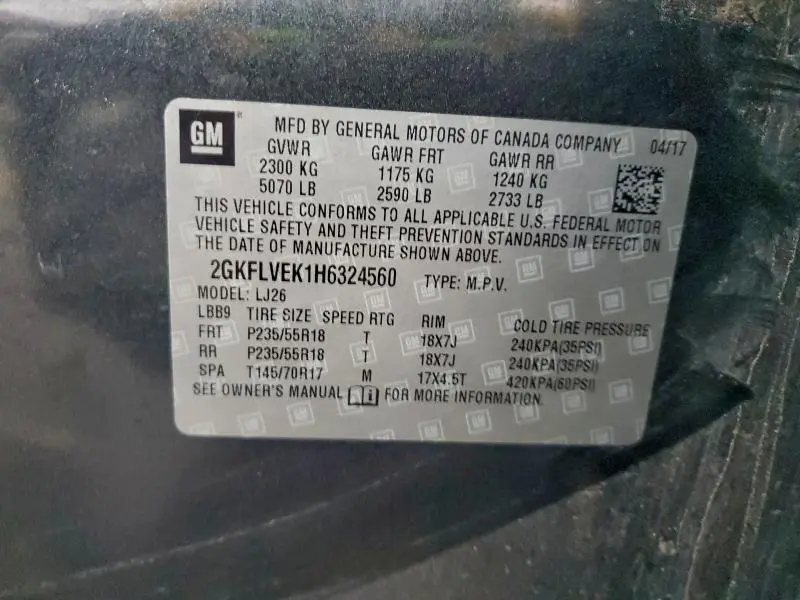 GM ® MFD BY GENERAL MOTORS OF CANADA COMPANY 04/17
GVWR GAWR FRT GAWR RR
2300 KG 1175 KG 1240 KG
5070 LB 2590 LB 2733 LB
THIS VEHICLE CONFORMS TO ALL APPLICABLE U.S. FEDERAL MOTOR
VEHICLE SAFETY AND THEFT PREVENTION STANDARDS IN EFFECT ON
THE DATE OF MANUFACTURE SHOWN ABOVE.
2GKFLVEK1H6324560 TYPE: M.P.V.
MODEL: LJ26
LBB9 TIRE SIZE SPEED RTG RIM COLD TIRE PRESSURE
FRT P235/55R18 T 18X7J 240KPA(35PSI)
RR P235/55R18 T 18X7J 240KPA(35PSI)
SPA T145/70R17 M 17X4.5T 420KPA(60PSI)
SEE OWNER'S MANUAL i FOR MORE INFORMATION.